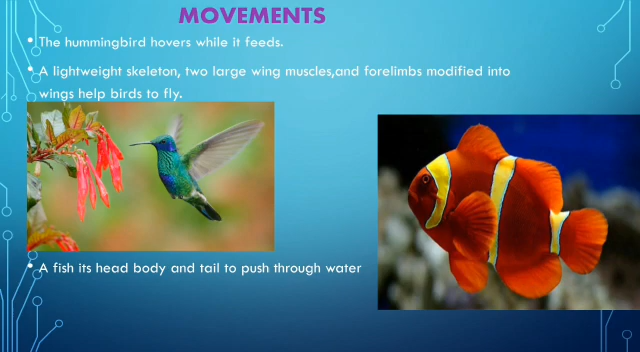 MOVEMENTS
• The hummingbird hovers while it feeds.
• A lightweight skeleton, two large wing muscles,and forelimbs modified into
wings help birds to fly.
• A fish its head body and tail to push through water